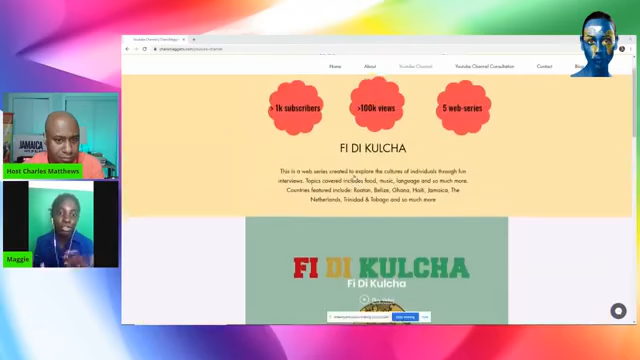 Home About Youtube Channel Youtube Channel Consultation Contact
> 1k subscribers >100k views 5 web-series
FI DI KULCHA
This is a web series created to explore the cultures of individuals through fun
interviews. Topics covered includes food, music, language and so much more.
Countries featured include: Roatan, Belize, Ghana, Haiti, Jamaica, The
Netherlands, Trinidad & Tobago and so much more
FI DI KULCHA
Fi Di Kulcha
JAMAICA
Host Charles Matthews
Maggie